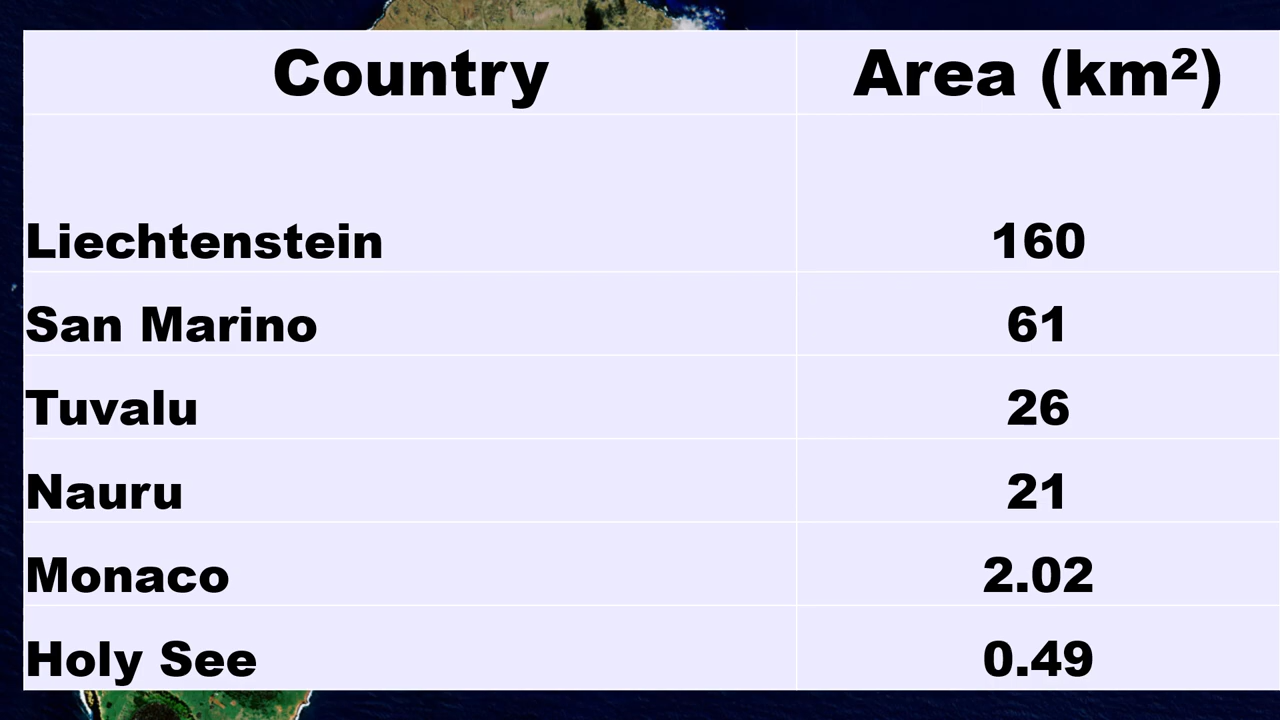 Country Area (km²)
Liechtenstein 160
San Marino 61
Tuvalu 26
Nauru 21
Monaco 2.02
Holy See 0.49